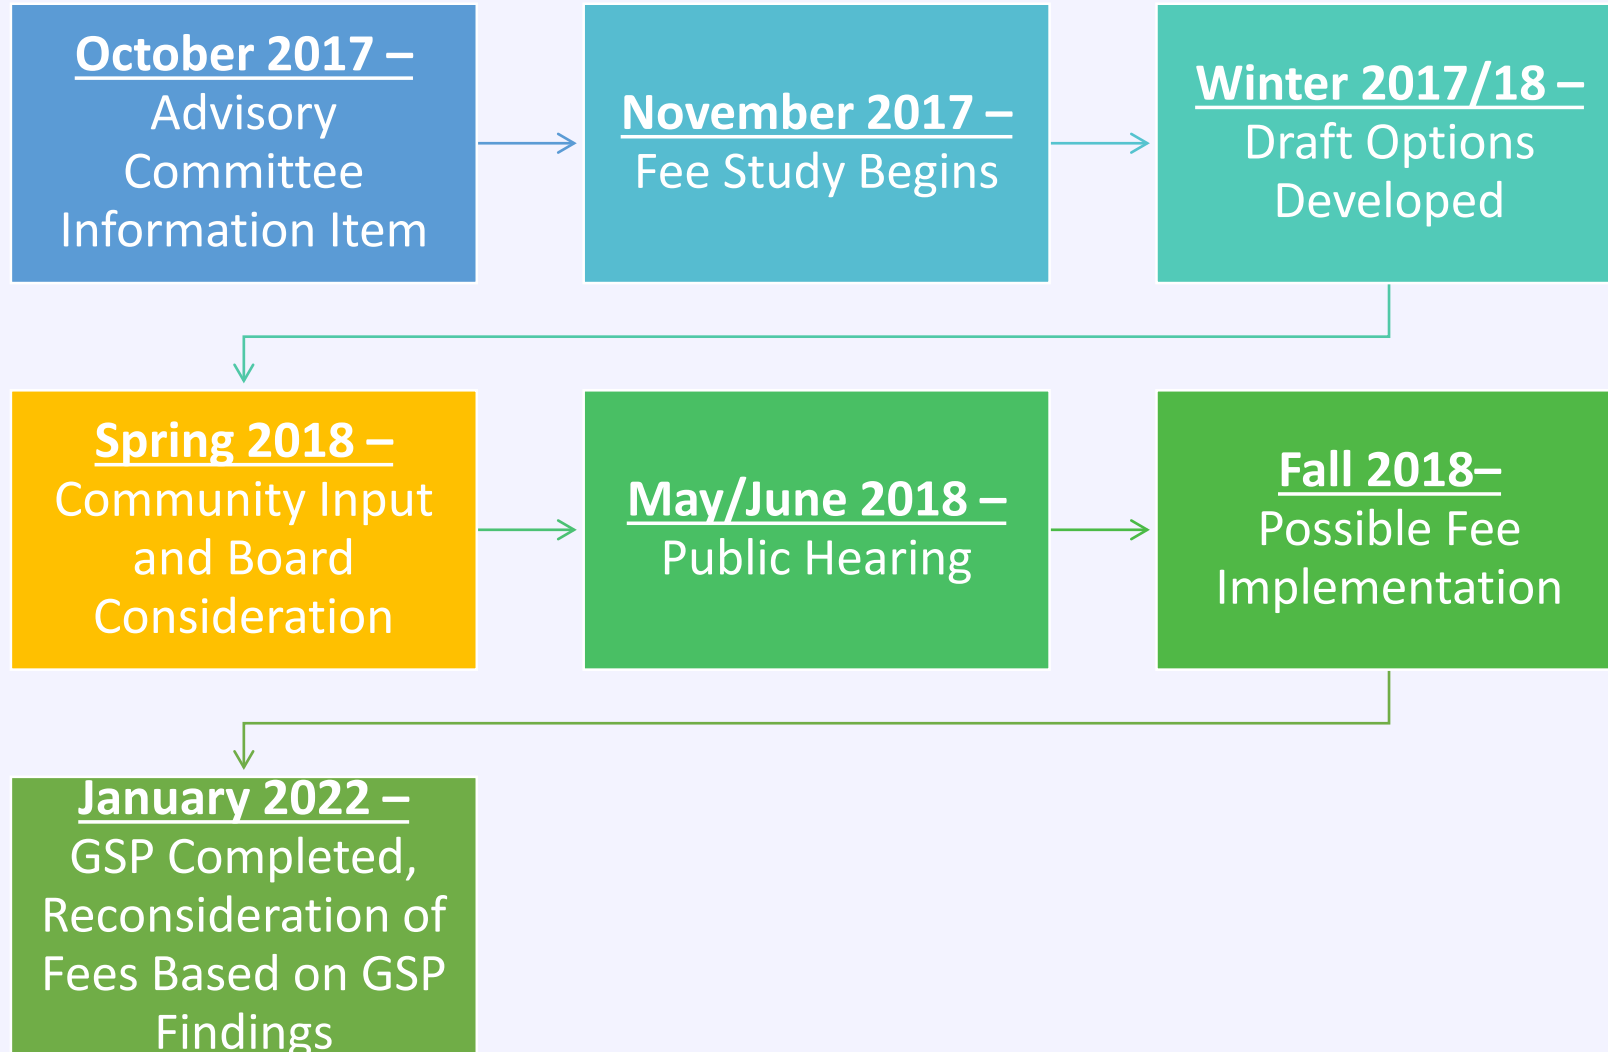 October 2017 –
Advisory
Committee
Information Item
November 2017 –
Fee Study Begins
Winter 2017/18 –
Draft Options
Developed
Spring 2018 –
Community Input
and Board
Consideration
May/June 2018 –
Public Hearing
Fall 2018–
Possible Fee
Implementation
January 2022 –
GSP Completed,
Reconsideration of
Fees Based on GSP
Findings